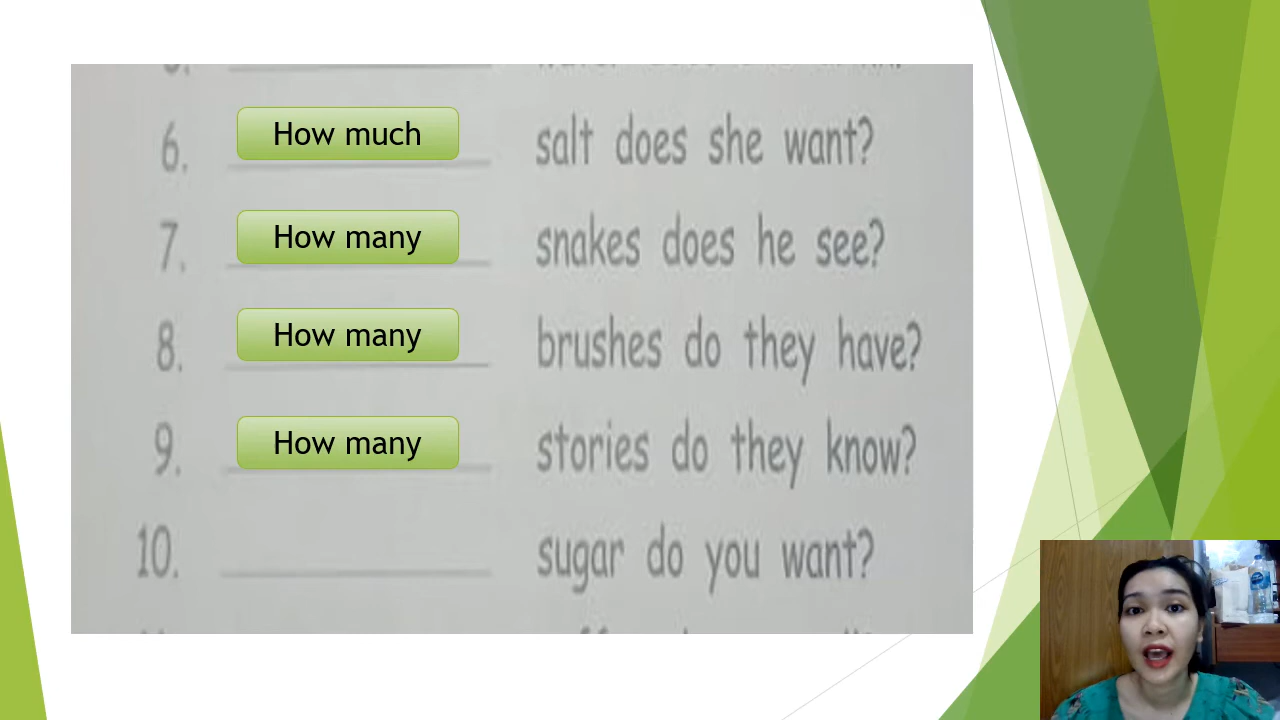 6. How much salt does she want?
7. How many snakes does he see?
8. How many brushes do they have?
9. How many stories do they know?
10. sugar do you want?